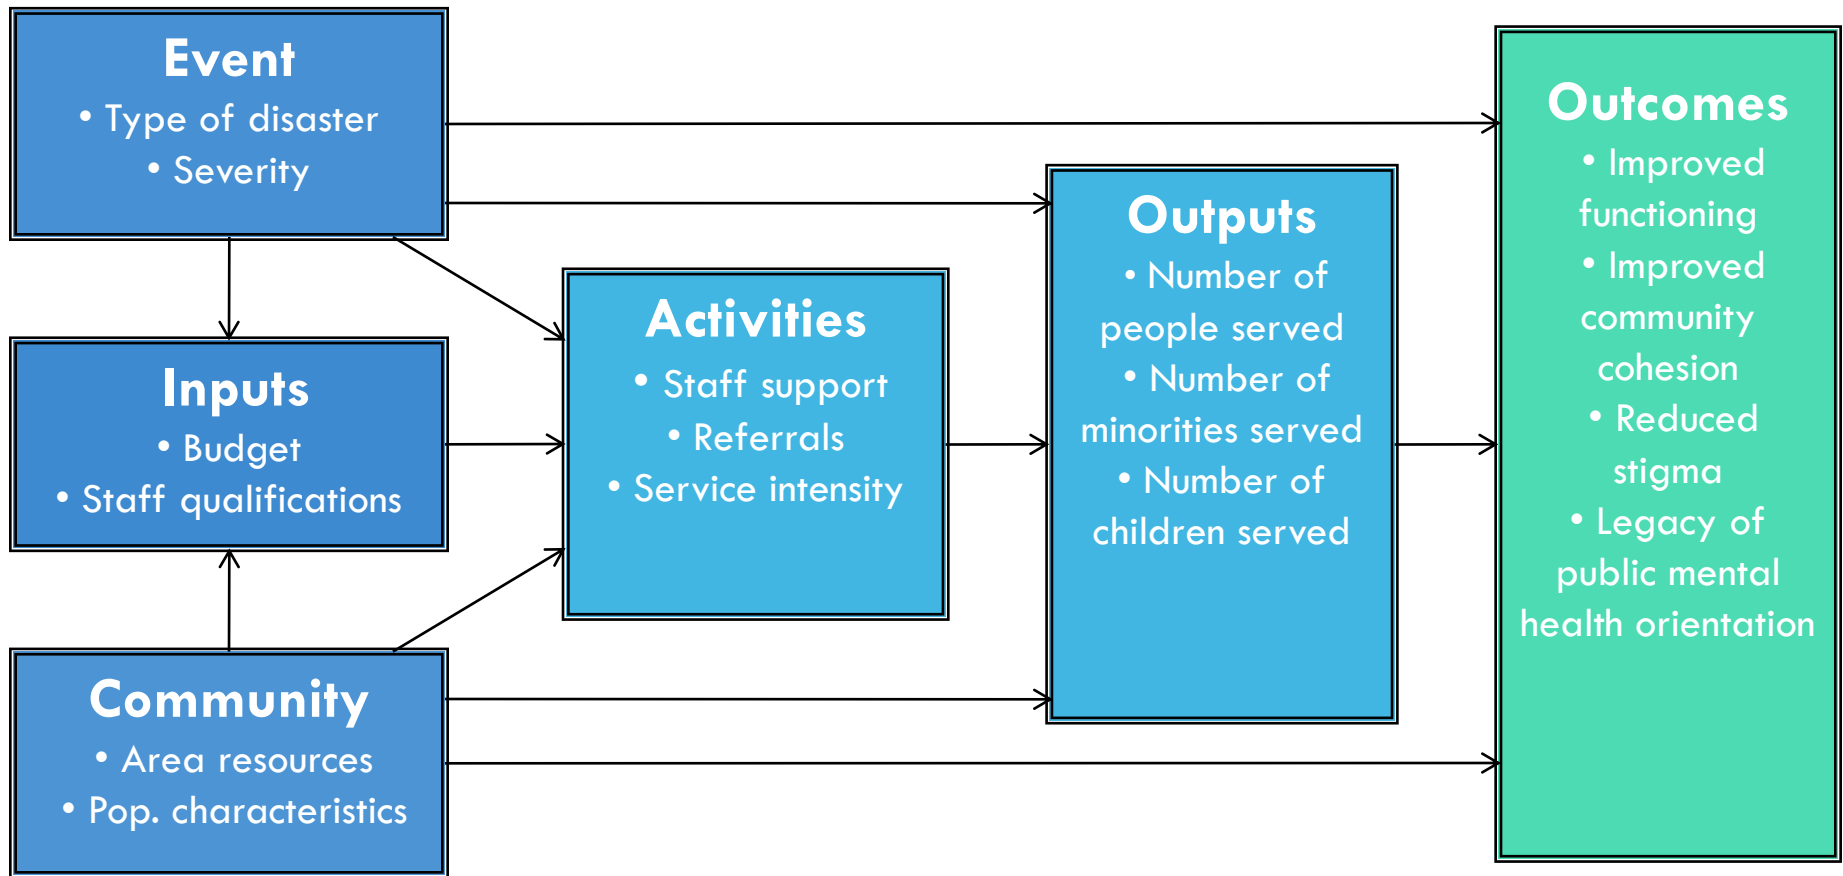 Event
• Type of disaster
• Severity
Inputs
• Budget
• Staff qualifications
Community
• Area resources
• Pop. characteristics
Activities
• Staff support
• Referrals
• Service intensity
Outputs
• Number of
people served
• Number of
minorities served
• Number of
children served
Outcomes
• Improved
functioning
• Improved
community
cohesion
• Reduced
stigma
• Legacy of
public mental
health orientation